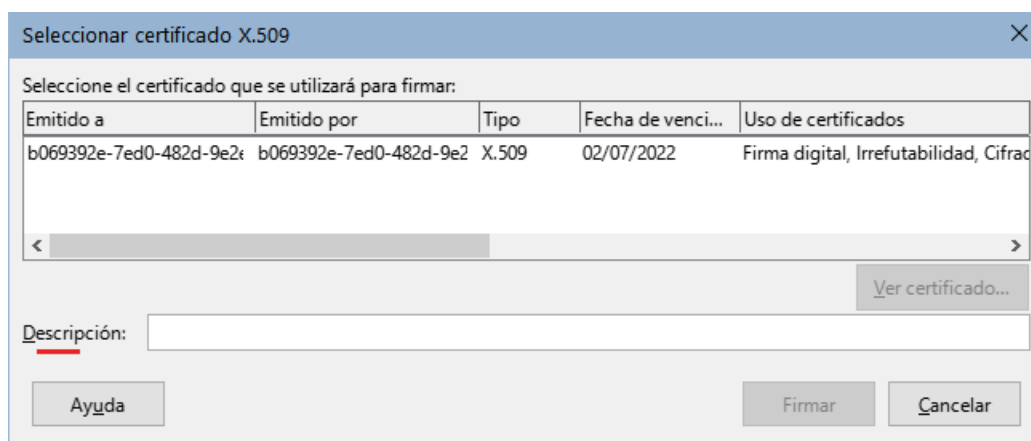 Seleccionar certificado X.509
Seleccione el certificado que se utilizará para firmar:
Emitido a Emitido por Tipo Fecha de venci... Uso de certificados
b069392e-7ed0-482d-9e2e b069392e-7ed0-482d-9e2 X.509 02/07/2022 Firma digital, Irrefutabilidad, Cifrad
Ver certificado...
Descripción:
Ayuda Firmar Cancelar